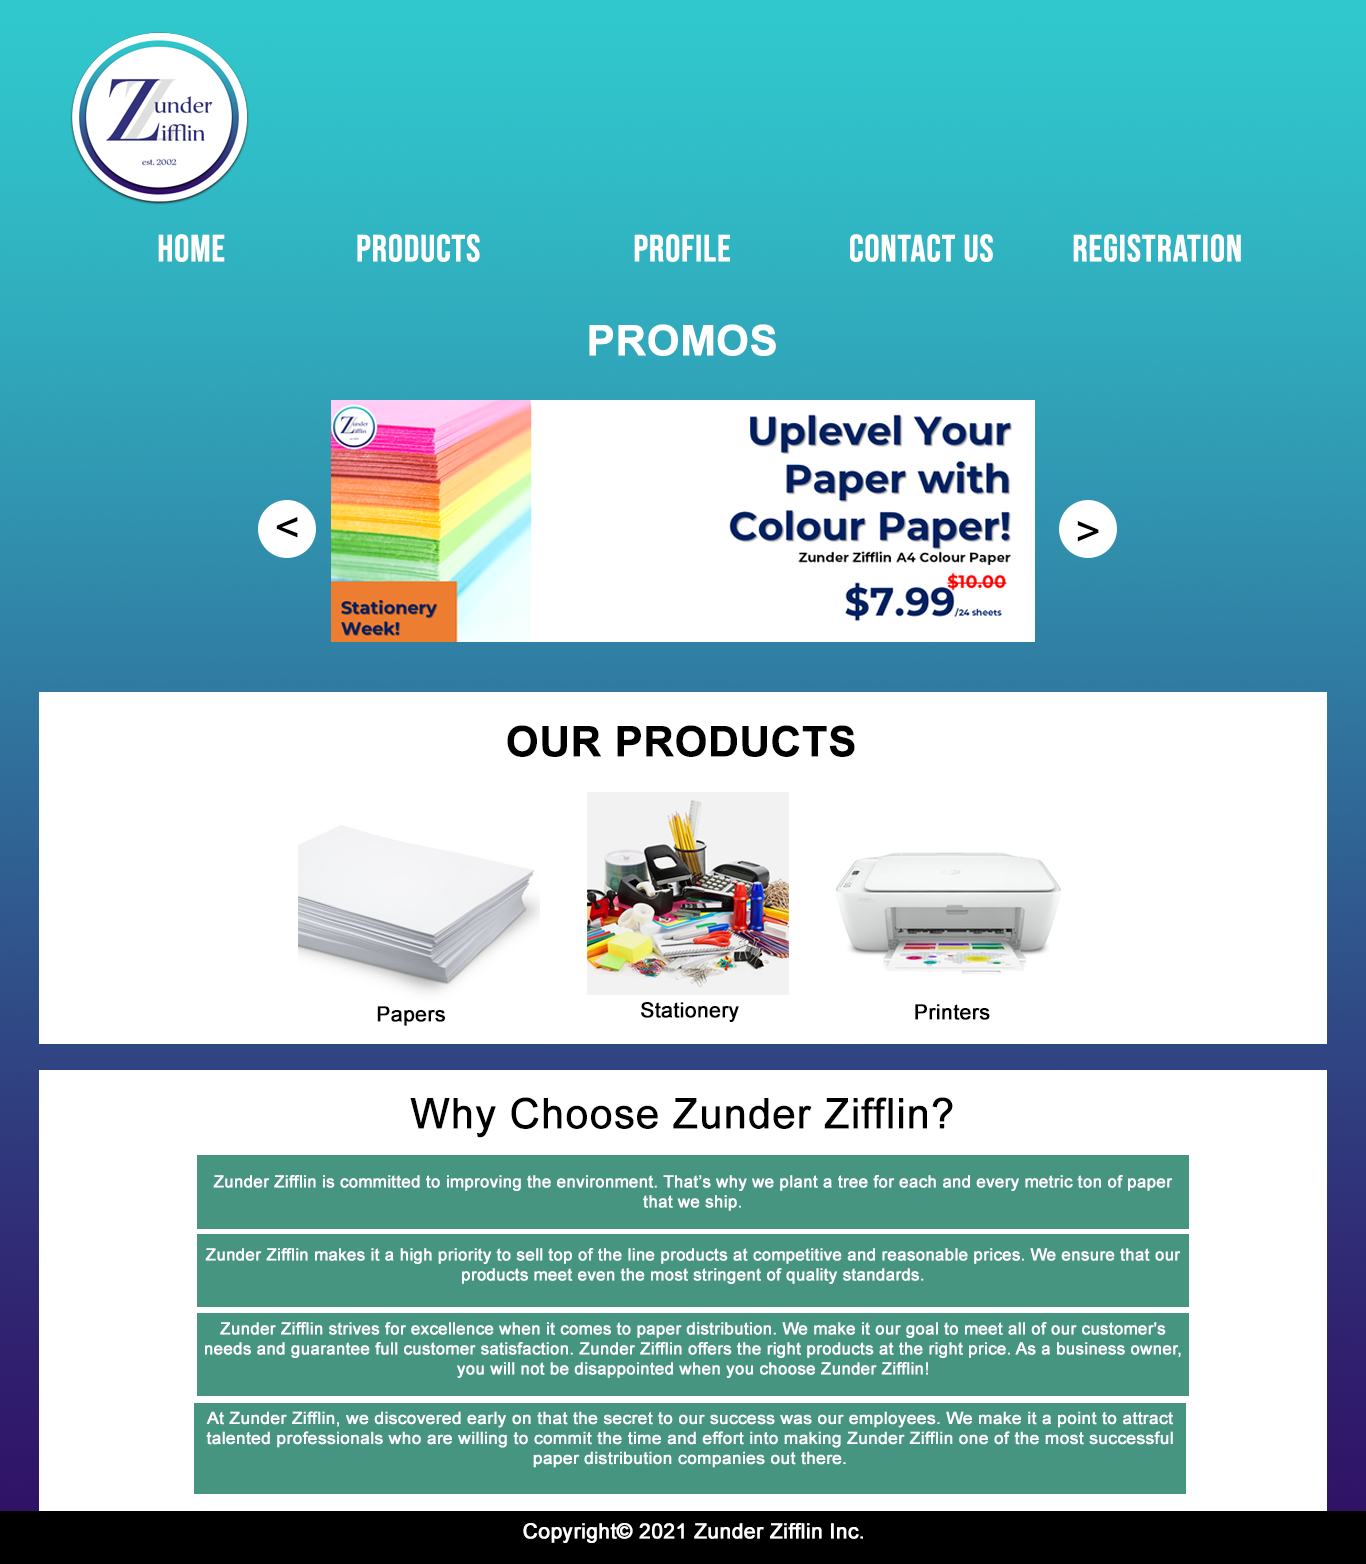 Zunder
Zifflin
est. 2002
HOME PRODUCTS PROFILE CONTACT US REGISTRATION
PROMOS
Zunder
Zifflin
Uplevel Your
Paper with
Colour Paper!
Zunder Zifflin A4 Colour Paper
$10.00
$7.99/24 sheets
Stationery
Week!
<
>
OUR PRODUCTS
Papers
Stationery
Printers
Why Choose Zunder Zifflin?
Zunder Zifflin is committed to improving the environment. That's why we plant a tree for each and every metric ton of paper
that we ship.
Zunder Zifflin makes it a high priority to sell top of the line products at competitive and reasonable prices. We ensure that our
products meet even the most stringent of quality standards.
Zunder Zifflin strives for excellence when it comes to paper distribution. We make it our goal to meet all of our customer's
needs and guarantee full customer satisfaction. Zunder Zifflin offers the right products at the right price. As a business owner,
you will not be disappointed when you choose Zunder Zifflin!
At Zunder Zifflin, we discovered early on that the secret to our success was our employees. We make it a point to attract
talented professionals who are willing to commit the time and effort into making Zunder Zifflin one of the most successful
paper distribution companies out there.
Copyright© 2021 Zunder Zifflin Inc.